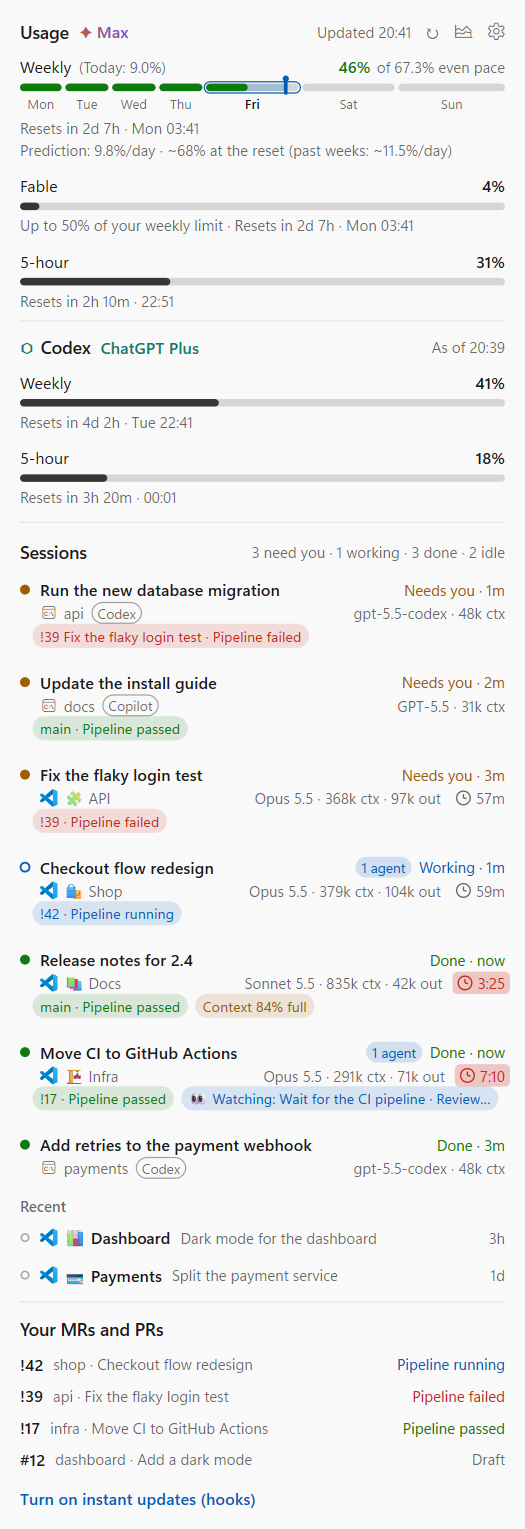 Usage Max Updated 20:41
Weekly (Today: 9.0%) 46% of 67.3% even pace
Mon Tue Wed Thu Fri Sat Sun
Resets in 2d 7h · Mon 03:41
Prediction: 9.8%/day · ~68% at the reset (past weeks: ~11.5%/day)
Fable 4%
Up to 50% of your weekly limit · Resets in 2d 7h · Mon 03:41
5-hour 31%
Resets in 2h 10m · 22:51
Codex ChatGPT Plus As of 20:39
Weekly 41%
Resets in 4d 2h · Tue 22:41
5-hour 18%
Resets in 3h 20m · 00:01
Sessions 3 need you · 1 working · 3 done · 2 idle
Run the new database migration Needs you · 1m
api Codex gpt-5.5-codex · 48k ctx
!39 Fix the flaky login test · Pipeline failed
Update the install guide Needs you · 2m
docs Copilot GPT-5.5 · 31k ctx
main · Pipeline passed
Fix the flaky login test Needs you · 3m
API Opus 5.5 · 368k ctx · 97k out 57m
!39 · Pipeline failed
Checkout flow redesign 1 agent Working · 1m
Shop Opus 5.5 · 379k ctx · 104k out 59m
!42 · Pipeline running
Release notes for 2.4 Done · now
Docs Sonnet 5.5 · 835k ctx · 42k out 3:25
main · Pipeline passed Context 84% full
Move CI to GitHub Actions 1 agent Done · now
Infra Opus 5.5 · 291k ctx · 71k out 7:10
!17 · Pipeline passed Watching: Wait for the CI pipeline · Review...
Add retries to the payment webhook Done · 3m
payments Codex gpt-5.5-codex · 48k ctx
Recent
Dashboard Dark mode for the dashboard 3h
Payments Split the payment service 1d
Your MRs and PRs
!42 shop · Checkout flow redesign Pipeline running
!39 api · Fix the flaky login test Pipeline failed
!17 infra · Move CI to GitHub Actions Pipeline passed
#12 dashboard · Add a dark mode Draft
Turn on instant updates (hooks)